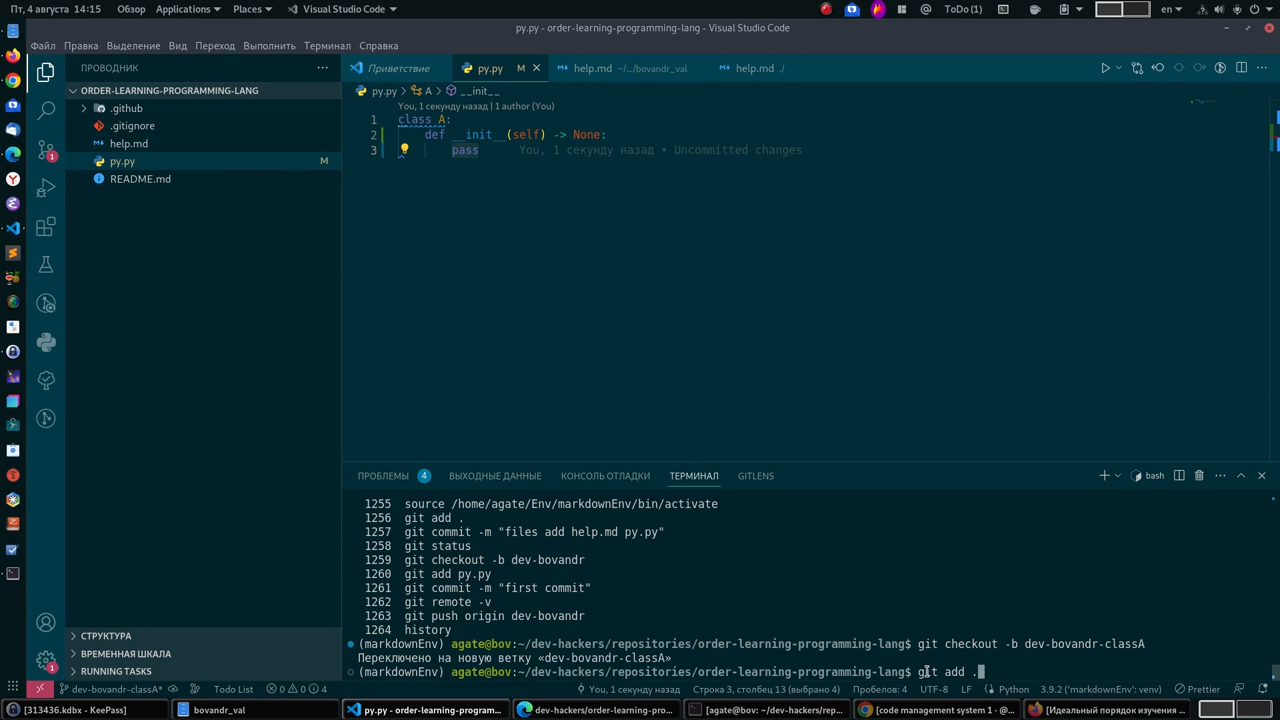 Пт, 4 августа 14:15 Обзор Applications Places Visual Studio Code ToDo (1) en
py.py - order-learning-programming-lang - Visual Studio Code
Файл Правка Выделение Вид Переход Выполнить Терминал Справка
ПРОВОДНИК
ORDER-LEARNING-PROGRAMMING-LANG
.github
.gitignore
help.md
py.py M
README.md
СТРУКТУРА
ВРЕМЕННАЯ ШКАЛА
RUNNING TASKS
Приветствие py.py M help.md ~/.../bovandr_val help.md ./
py.py A __init__
You, 1 секунду назад | 1 author (You)
1 class A:
2 def __init__(self) -> None:
3 pass You, 1 секунду назад • Uncommitted changes
ПРОБЛЕМЫ 4 ВЫХОДНЫЕ ДАННЫЕ КОНСОЛЬ ОТЛАДКИ ТЕРМИНАЛ GITLENS bash
1255 source /home/agate/Env/markdownEnv/bin/activate
1256 git add .
1257 git commit -m "files add help.md py.py"
1258 git status
1259 git checkout -b dev-bovandr
1260 git add py.py
1261 git commit -m "first commit"
1262 git remote -v
1263 git push origin dev-bovandr
1264 history
(markdownEnv) agate@bov:~/dev-hackers/repositories/order-learning-programming-lang$ git checkout -b dev-bovandr-classA
Переключено на новую ветку «dev-bovandr-classA»
(markdownEnv) agate@bov:~/dev-hackers/repositories/order-learning-programming-lang$ git add .
dev-bovandr-classA* 0 0 4 You, 1 секунду назад Строка 3, столбец 13 (выбрано 4) Пробелов: 4 UTF-8 LF Python 3.9.2 ('markdownEnv': venv) Prettier
[313436.kdbx - KeePass] bovandr_val py.py - order-learning-program... dev-hackers/order-learning-pro... [agate@bov: ~/dev-hackers/rep... [code management system 1 · @... [Идеальный порядок изучения...